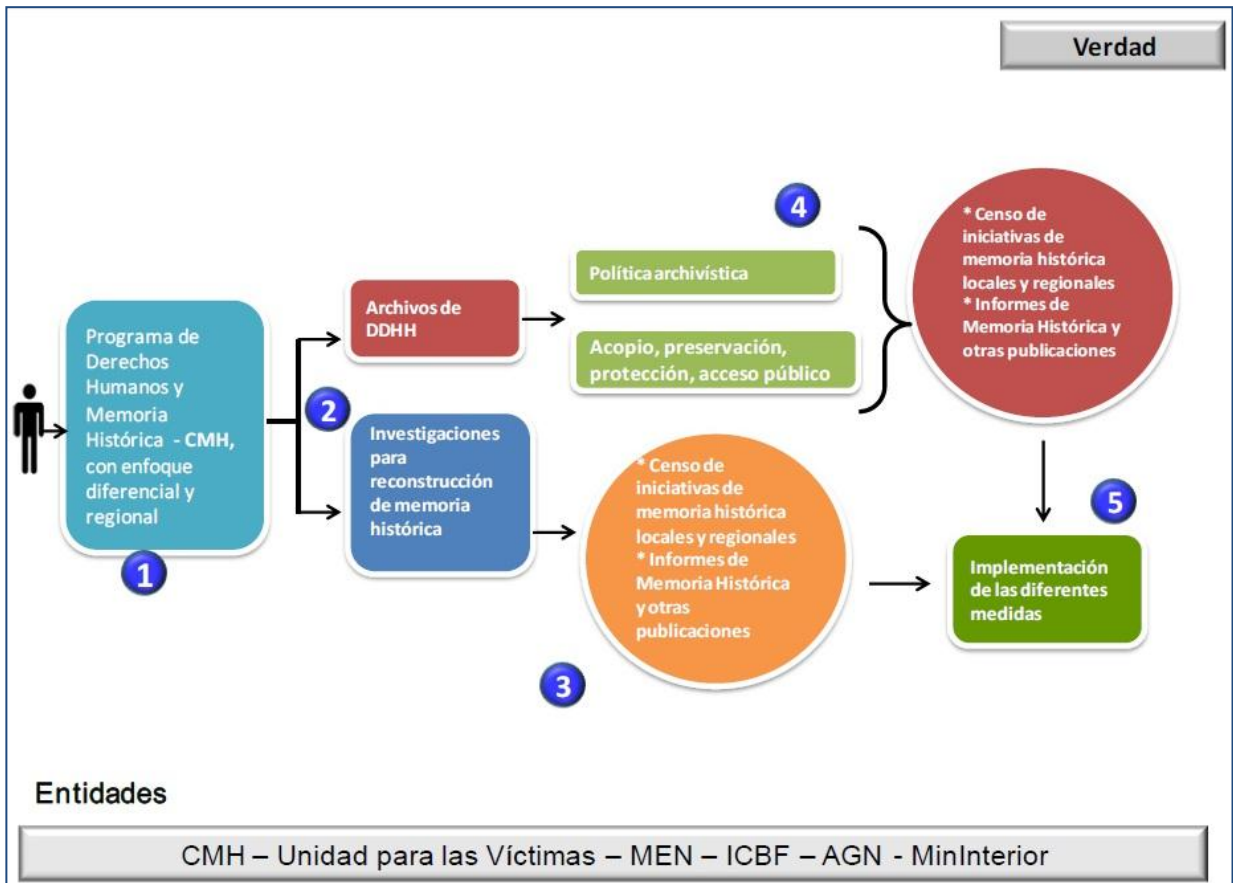 Verdad
4
* Censo de
iniciativas de
memoria histórica
locales y regionales
* Informes de
Memoria Histórica y
otras publicaciones
Política archivística
Archivos de
DDHH
Acopio, preservación,
protección, acceso público
Programa de
Derechos
Humanos y
Memoria
Histórica - CMH,
con enfoque
diferencial y
regional
2
Investigaciones
para
reconstrucción
de memoria
histórica
* Censo de
iniciativas de
memoria histórica
locales y regionales
* Informes de
Memoria Histórica
y otras
publicaciones
5
Implementación
de las diferentes
medidas
1
3
Entidades
CMH – Unidad para las Víctimas – MEN – ICBF – AGN - MinInterior